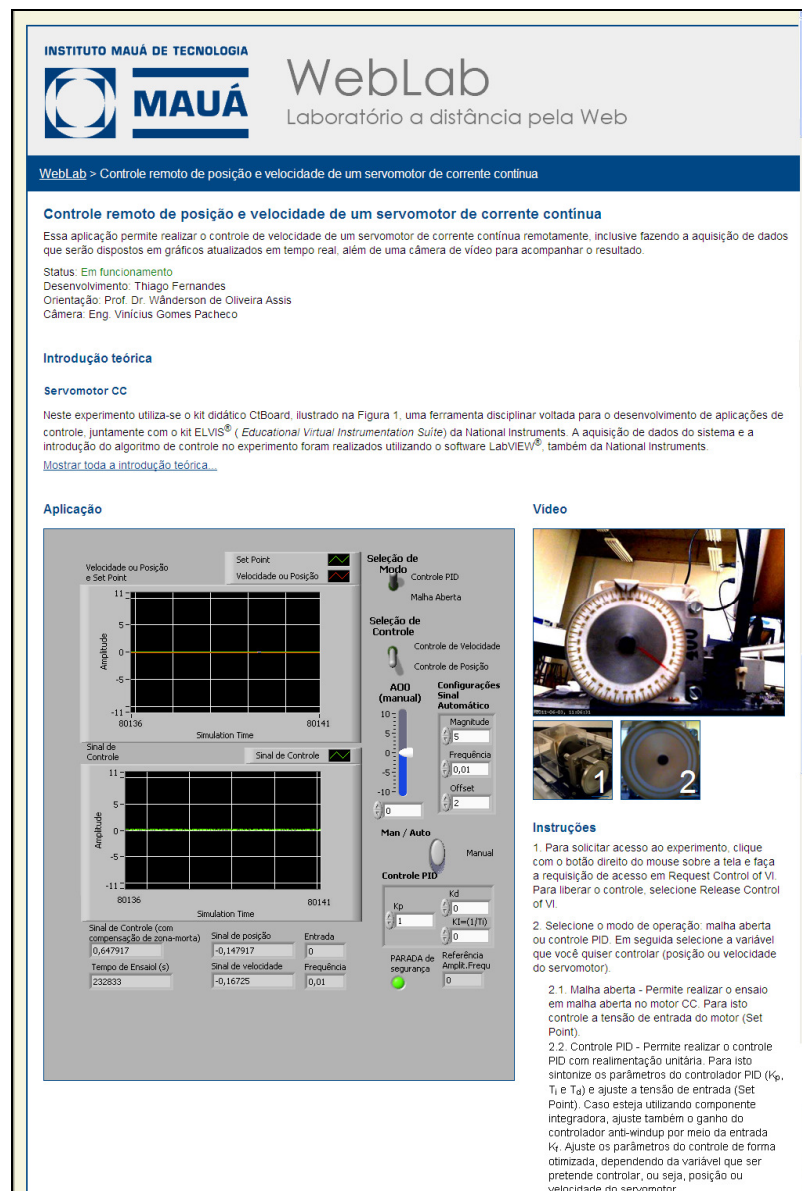 INSTITUTO MAUÁ DE TECNOLOGIA
MAUÁ
WebLab
Laboratório a distância pela Web
WebLab > Controle remoto de posição e velocidade de um servomotor de corrente contínua
Controle remoto de posição e velocidade de um servomotor de corrente contínua
Essa aplicação permite realizar o controle de velocidade de um servomotor de corrente contínua remotamente, inclusive fazendo a aquisição de dados
que serão dispostos em gráficos atualizados em tempo real, além de uma câmera de vídeo para acompanhar o resultado.
Status: Em funcionamento
Desenvolvimento: Thiago Fernandes
Orientação: Prof. Dr. Wânderson de Oliveira Assis
Câmera: Eng. Vinícius Gomes Pacheco
Introdução teórica
Servomotor CC
Neste experimento utiliza-se o kit didático CtBoard, ilustrado na Figura 1, uma ferramenta disciplinar voltada para o desenvolvimento de aplicações de
controle, juntamente com o kit ELVIS® ( Educational Virtual Instrumentation Suite) da National Instruments. A aquisição de dados do sistema e a
introdução do algoritmo de controle no experimento foram realizados utilizando o software LabVIEW®, também da National Instruments.
Mostrar toda a introdução teórica...
Aplicação
Velocidade ou Posição
e Set Point
Set Point
Velocidade ou Posição
11
5
0
-5
-11
Amplitude
80136
80141
Simulation Time
Sinal de
Controle
Sinal de Controle
11
5
0
-5
-11
Amplitude
80136
80141
Simulation Time
Sinal de Controle (com
compensação de zona-morta)
0,647917
Sinal de posição
-0,147917
Entrada
0
Tempo de Ensaiol (s)
232833
Sinal de velocidade
-0,16725
Frequência
0,01
Seleção de
Modo
Controle PID
Malha Aberta
Seleção de
Controle
Controle de Velocidade
Controle de Posição
AO0
(manual)
10
5
0
-5
-10
0
Configurações
Sinal
Automático
Magnitude
5
Frequência
0,01
Offset
2
Man / Auto
Manual
Controle PID
Kp
1
Kd
0
KI=(1/Ti)
0
PARADA de
segurança
Referência
Amplit.Frequ
0
Vídeo
100
1
2
Instruções
1. Para solicitar acesso ao experimento, clique
com o botão direito do mouse sobre a tela e faça
a requisição de acesso em Request Control of VI.
Para liberar o controle, selecione Release Control
of VI.
2. Selecione o modo de operação: malha aberta
ou controle PID. Em seguida selecione a variável
que você quiser controlar (posição ou velocidade
do servomotor).
2.1. Malha aberta - Permite realizar o ensaio
em malha aberta no motor CC. Para isto
controle a tensão de entrada do motor (Set
Point).
2.2. Controle PID - Permite realizar o controle
PID com realimentação unitária. Para isto
sintonize os parâmetros do controlador PID (Kp,
Ti e Td) e ajuste a tensão de entrada (Set
Point). Caso esteja utilizando componente
integradora, ajuste também o ganho do
controlador anti-windup por meio da entrada
Kf. Ajuste os parâmetros do controle de forma
otimizada, dependendo da variável que ser
pretende controlar, ou seja, posição ou
velocidade do servomotor.